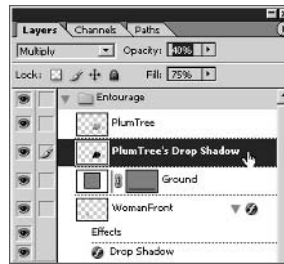 Layers Channels Paths
Multiply Opacity: 40%
Lock: Fill: 75%
Entourage
PlumTree
PlumTree's Drop Shadow
Ground
WomanFront
Effects
Drop Shadow